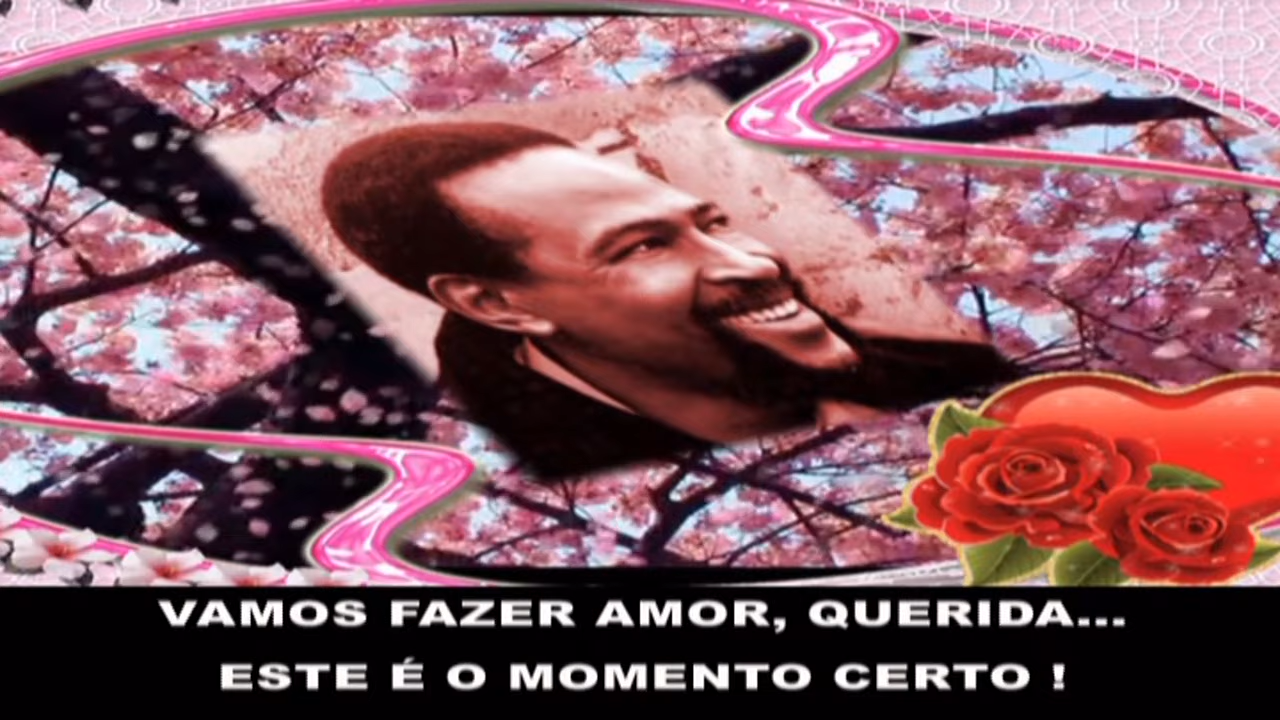 VAMOS FAZER AMOR, QUERIDA...
ESTE É O MOMENTO CERTO !